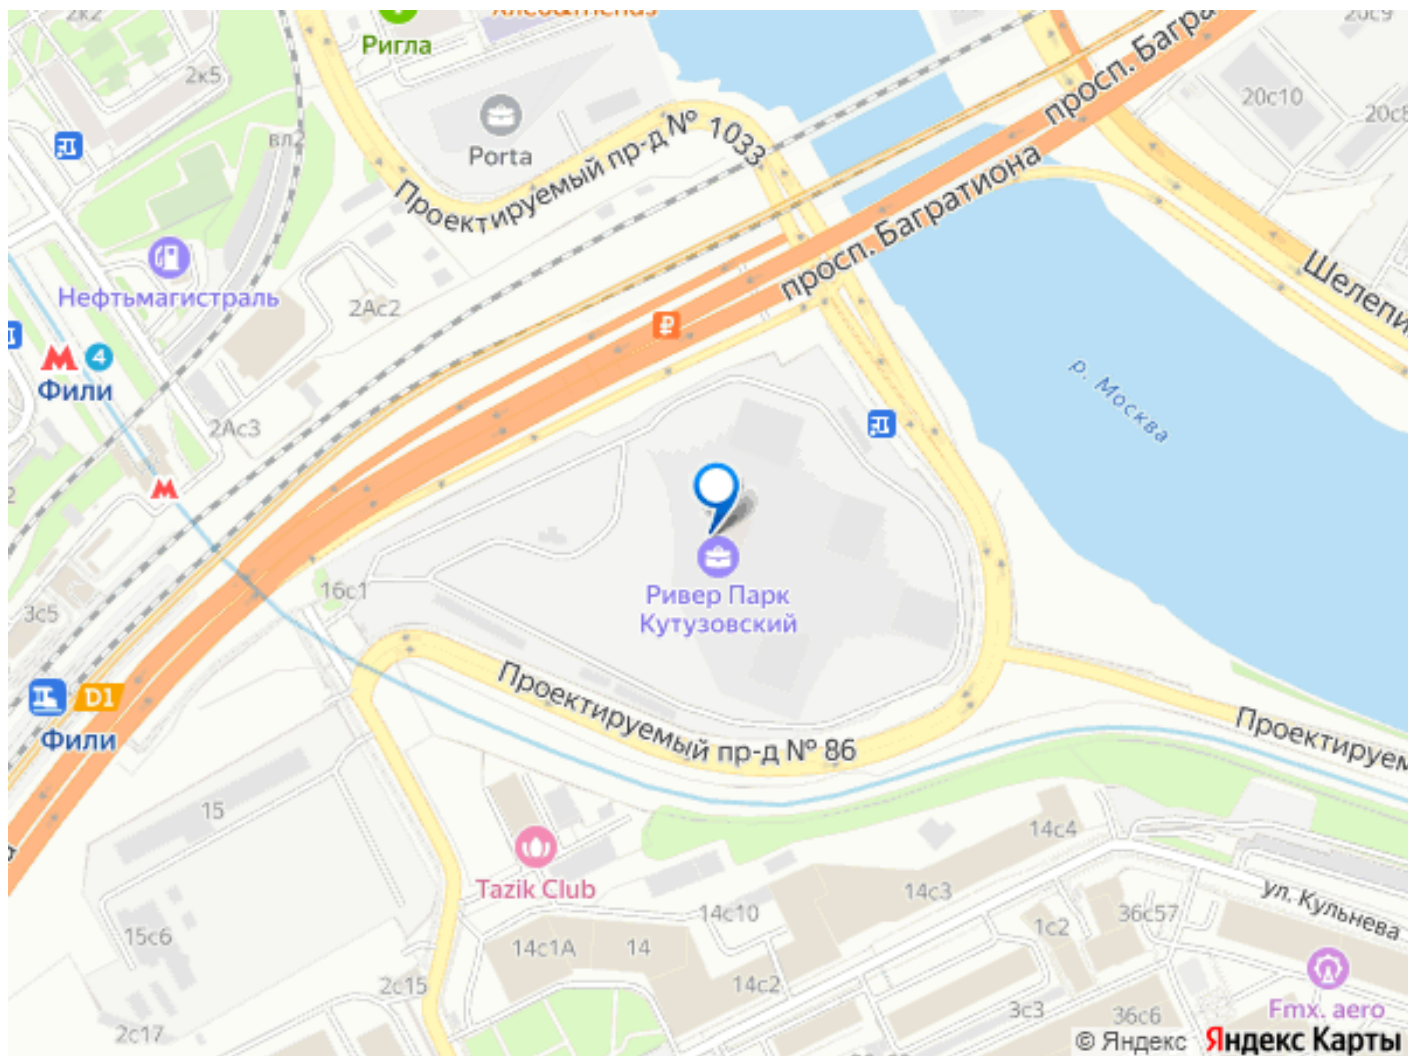 2к2
Ригла
20с9
просп. Багра
2к5
20с10
20с8
вл2
Porta
Проектируемый пр-д № 1033
просп. Багратиона
Шелепи
Нефтьмагистраль
2Ас2
₽
М 4
Фили
р. Москва
2Ас3
М
16с1
3с5
Ривер Парк
Кутузовский
D1
Фили
Проектируемый пр-д № 86
Проектируем
15
14с4
Tazik Club
14с3
ул. Кульнева
14с10
36с57
1с2
15с6
14с1А
14
2с15
14с2
3с3
36с6
Fmx. aero
2с17
© Яндекс Яндекс Карты